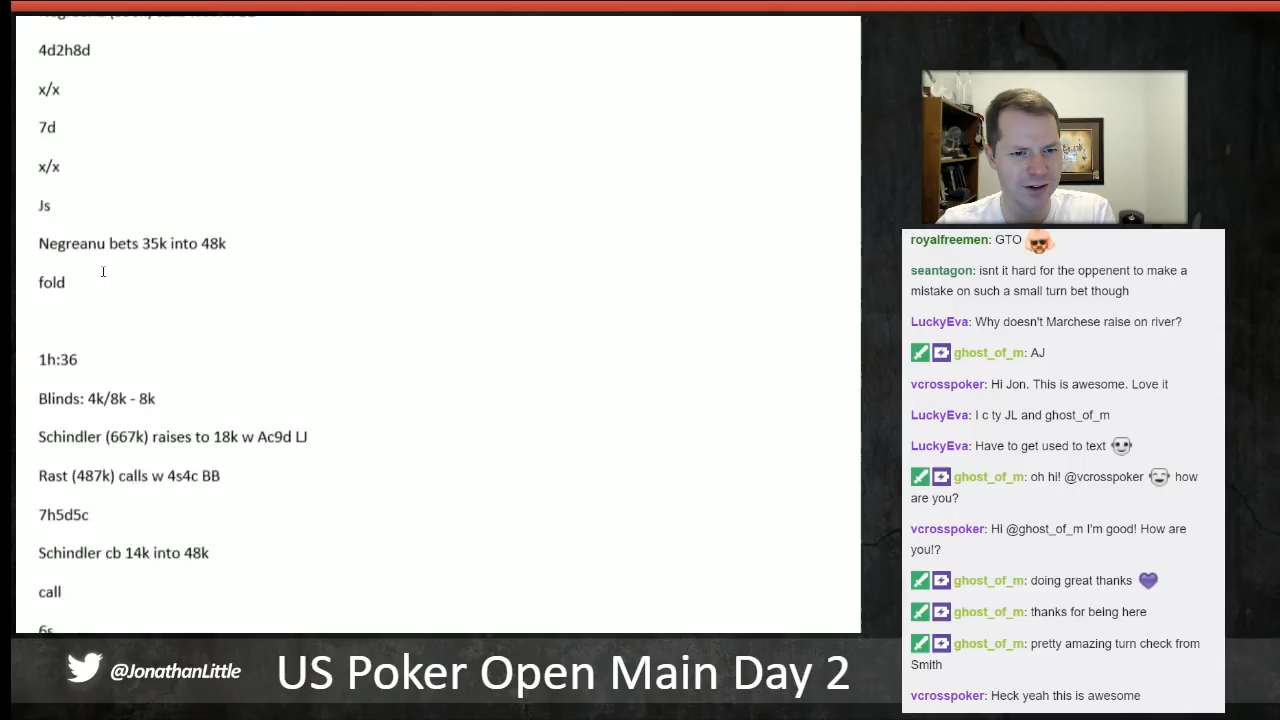 4d2h8d
x/x
7d
x/x
Js
Negreanu bets 35k into 48k
fold
1h:36
Blinds: 4k/8k - 8k
Schindler (667k) raises to 18k w Ac9d LJ
Rast (487k) calls w 4s4c BB
7h5d5c
Schindler cb 14k into 48k
call
6s
royalfreemen: GTO
seantagon: isnt it hard for the oppenent to make a
mistake on such a small turn bet though
LuckyEva: Why doesn't Marchese raise on river?
ghost_of_m: AJ
vcrosspoker: Hi Jon. This is awesome. Love it
LuckyEva: I c ty JL and ghost_of_m
LuckyEva: Have to get used to text
ghost_of_m: oh hi! @vcrosspoker how
are you?
vcrosspoker: Hi @ghost_of_m I'm good! How are
you!?
ghost_of_m: doing great thanks
ghost_of_m: thanks for being here
ghost_of_m: pretty amazing turn check from
Smith
vcrosspoker: Heck yeah this is awesome
@JonathanLittle
US Poker Open Main Day 2